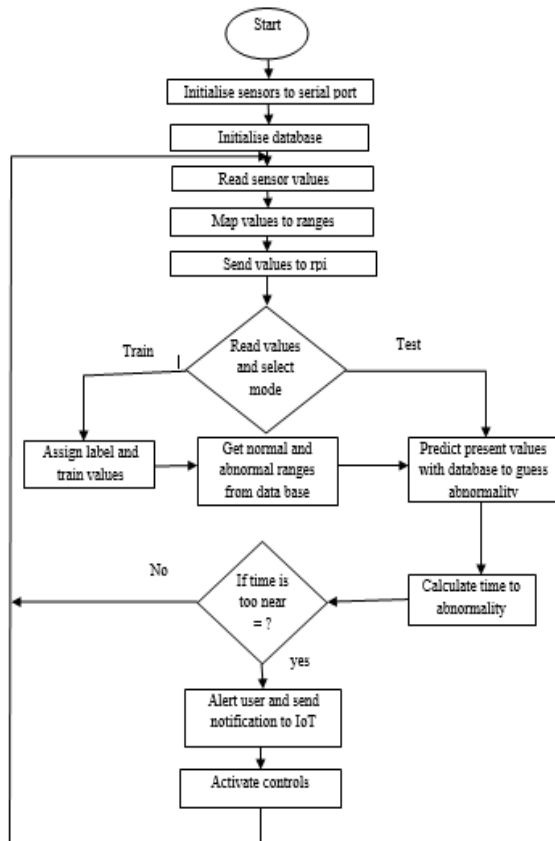 Start
Initialise sensors to serial port
Initialise database
Read sensor values
Map values to ranges
Send values to rpi
Read values
and select
mode
Train
Test
Assign label and
train values
Get normal and
abnormal ranges
from data base
Predict present values
with database to guess
abnormality
Calculate time to
abnormality
If time is
too near
= ?
No
yes
Alert user and send
notification to IoT
Activate controls